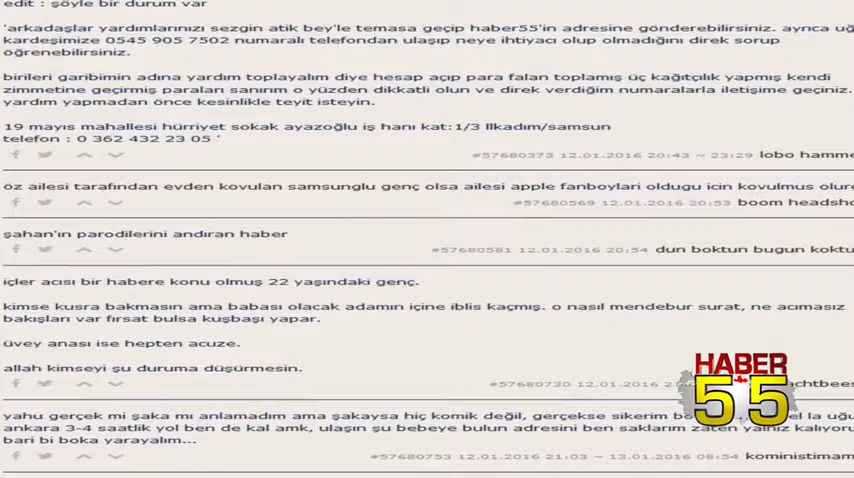 edit : şöyle bir durum var
'arkadaşlar yardımlarınızı sezgin atik bey'le temasa geçip haber55'in adresine gönderebilirsiniz. ayrıca
kardeşimize 0545 905 7502 numaralı telefondan ulaşıp neye ihtiyacı olup olmadığını direk sorup
öğrenebilirsiniz.
birileri garibimin adına yardım toplayalım diye hesap açıp para falan toplamış üç kağıtçılık yapmış kendi
zimmetine geçirmiş paraları sanırım o yüzden dikkatli olun ve direk verdiğim numaralarla iletişime geçiniz.
yardım yapmadan önce kesinlikle teyit isteyin.
19 mayıs mahallesi hürriyet sokak ayazoğlu iş hanı kat:1/3 Ilkadım/samsun
telefon : 0 362 432 23 05 '
#57680373 12.01.2016 20:43 ~ 23:29 lobo hamme
öz ailesi tarafından evden kovulan samsunglu genç olsa ailesi apple fanboylari oldugu icin kovulmus
#57680569 12.01.2016 20:53 boom headsho
şahan'ın parodilerini andıran haber
#57680581 12.01.2016 20:54 dun boktun bugun koktu
içler acısı bir habere konu olmuş 22 yaşındaki genç.
kimse kusra bakmasın ama babası olacak adamın içine iblis kaçmış. o nasıl mendebur surat, ne acımasız
bakışları var fırsat bulsa kuşbaşı yapar.
üvey anası ise hepten acuze.
allah kimseyi şu duruma düşürmesin.
#57680730 12.01.2016
HABER
55
yahu gerçek mi şaka mı anlamadım ama şakaysa hiç komik değil, gerçekse sikerim la
ankara 3-4 saatlik yol ben de kal amk, ulaşın şu bebeye bulun adresini ben saklarım zaten yalnız
bari bi boka yarayalım...
#57680753 12.01.2016 21:03 ~ 13.01.2016 08:54 koministimam